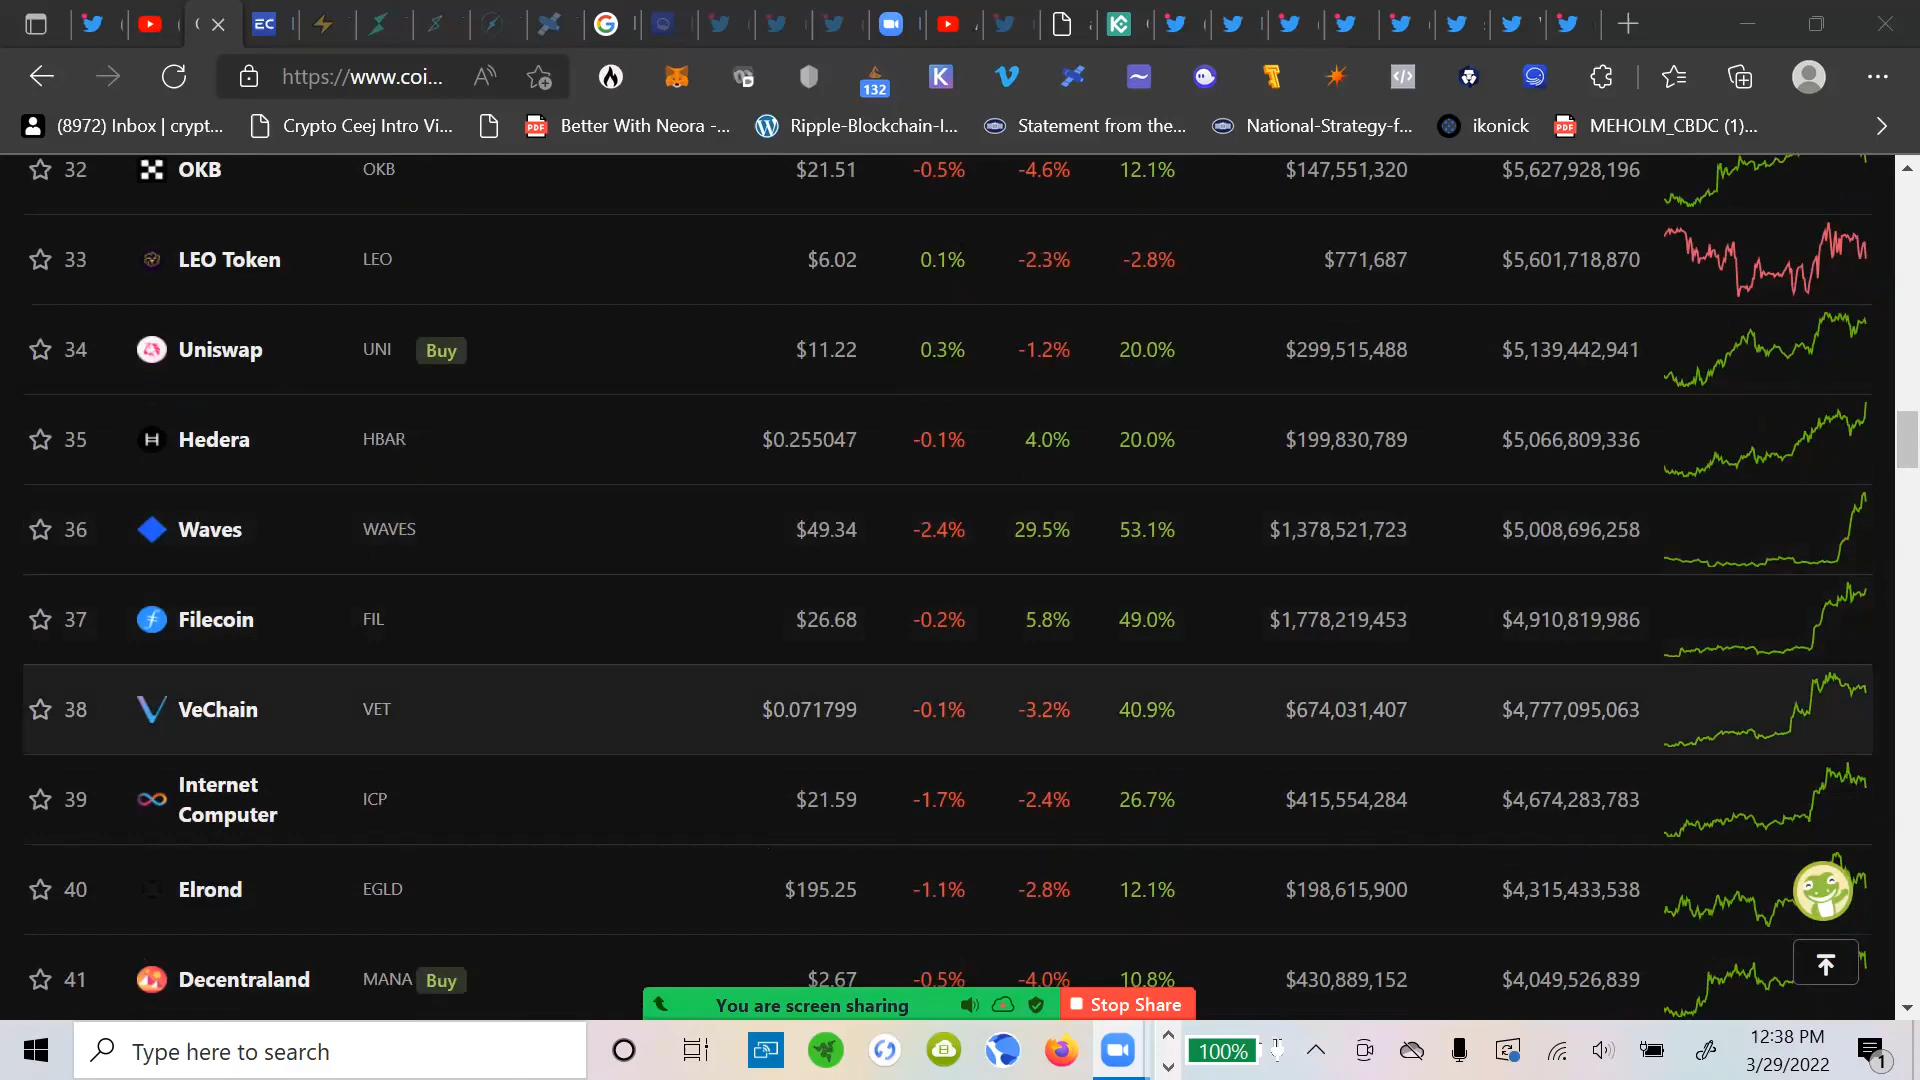 EC
https://www.coi...
132
K
(8972) Inbox | crypt...
Crypto Ceej Intro Vi...
PDF
Better With Neora -...
Ripple-Blockchain-I...
Statement from the...
National-Strategy-f...
ikonick
PDF
MEHOLM_CBDC (1)...
32 OKB OKB $21.51 -0.5% -4.6% 12.1% $147,551,320 $5,627,928,196
33 LEO Token LEO $6.02 0.1% -2.3% -2.8% $771,687 $5,601,718,870
34 Uniswap UNI Buy $11.22 0.3% -1.2% 20.0% $299,515,488 $5,139,442,941
35 Hedera HBAR $0.255047 -0.1% 4.0% 20.0% $199,830,789 $5,066,809,336
36 Waves WAVES $49.34 -2.4% 29.5% 53.1% $1,378,521,723 $5,008,696,258
37 Filecoin FIL $26.68 -0.2% 5.8% 49.0% $1,778,219,453 $4,910,819,986
38 VeChain VET $0.071799 -0.1% -3.2% 40.9% $674,031,407 $4,777,095,063
39 Internet Computer ICP $21.59 -1.7% -2.4% 26.7% $415,554,284 $4,674,283,783
40 Elrond EGLD $195.25 -1.1% -2.8% 12.1% $198,615,900 $4,315,433,538
41 Decentraland MANA Buy $2.67 -0.5% -4.0% 10.8% $430,889,152 $4,049,526,839
You are screen sharing
Stop Share
Type here to search
100%
12:38 PM
3/29/2022
1